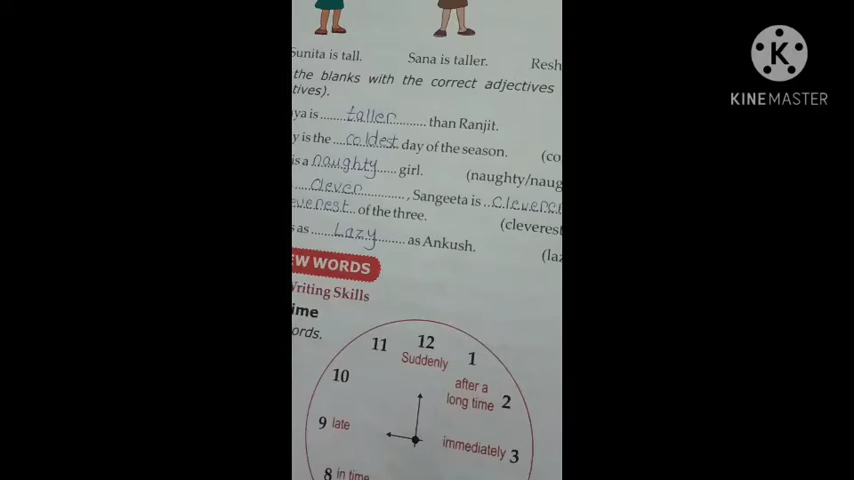 Sunita is tall. Sana is taller. Resh
the blanks with the correct adjectives
tives).
ya is taller than Ranjit.
y is the coldest day of the season. (co
is a naughty girl. (naughty/naug
clever, Sangeeta is cleverer
everest of the three. (cleverest
s as Lazy as Ankush. (laz
EW WORDS
Writing Skills
ime
ords.
11 12 1
Suddenly
10 after a
long time 2
9 late immediately 3
8 in time
K
KINEMASTER